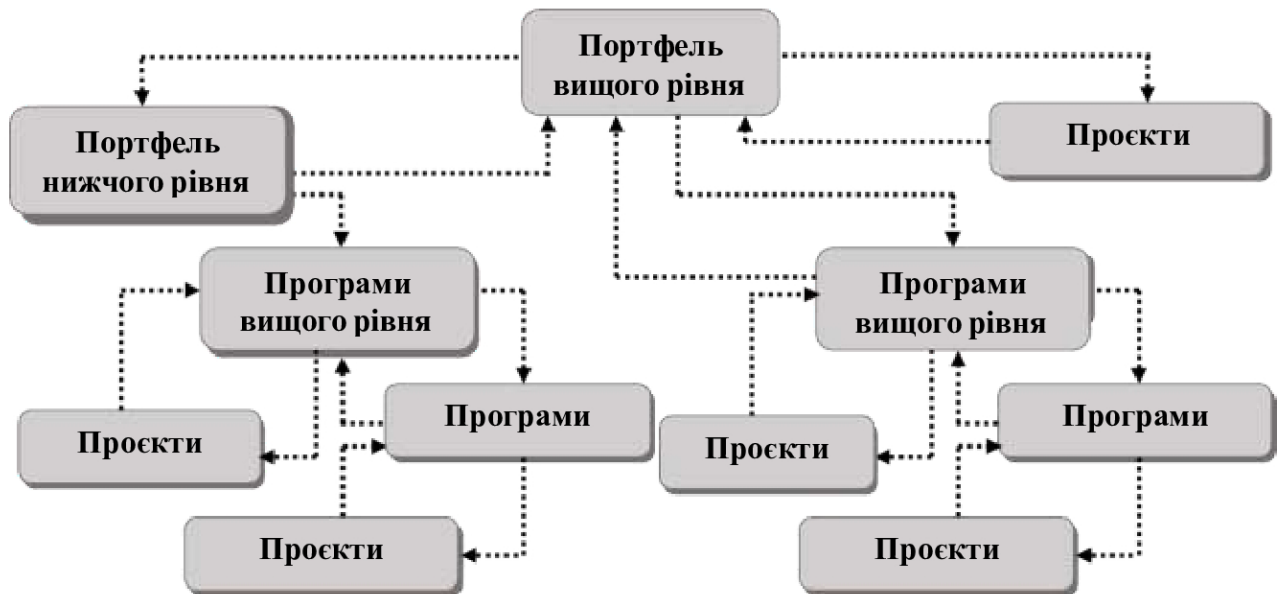 Портфель
вищого рівня
Проєкти
Портфель
нижчого рівня
Програми
вищого рівня
Програми
вищого рівня
Програми
Проєкти
Програми
Проєкти
Проєкти
Проєкти